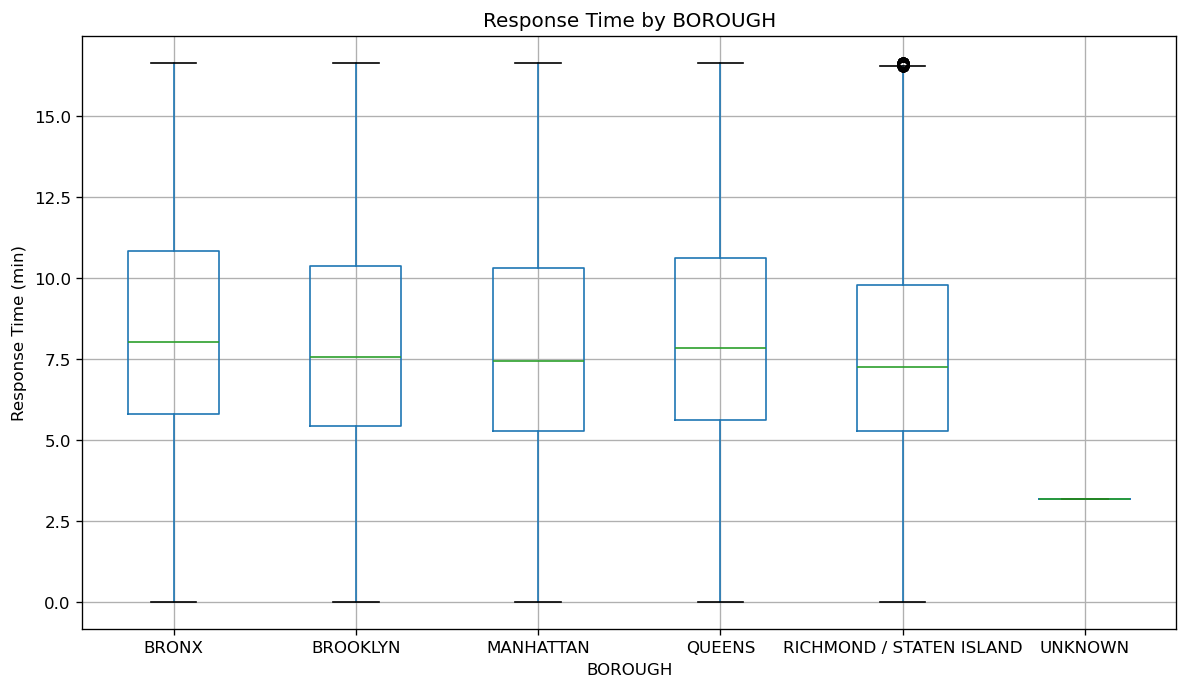 Response Time by BOROUGH
Response Time (min)
15.0
12.5
10.0
7.5
5.0
2.5
0.0
BRONX BROOKLYN MANHATTAN QUEENS RICHMOND / STATEN ISLAND UNKNOWN
BOROUGH